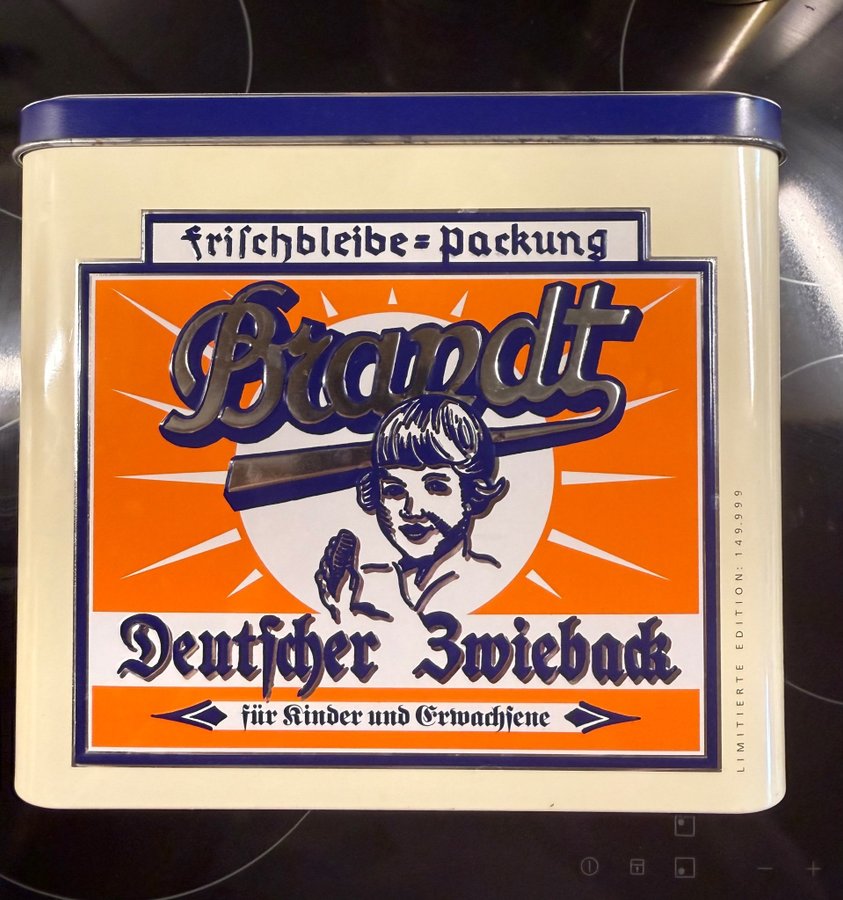 friſchbleibe=Packung
Brandt
Deutſcher Zwieback
für Kinder und Erwachſene
LIMITIERTE EDITION: 149.999